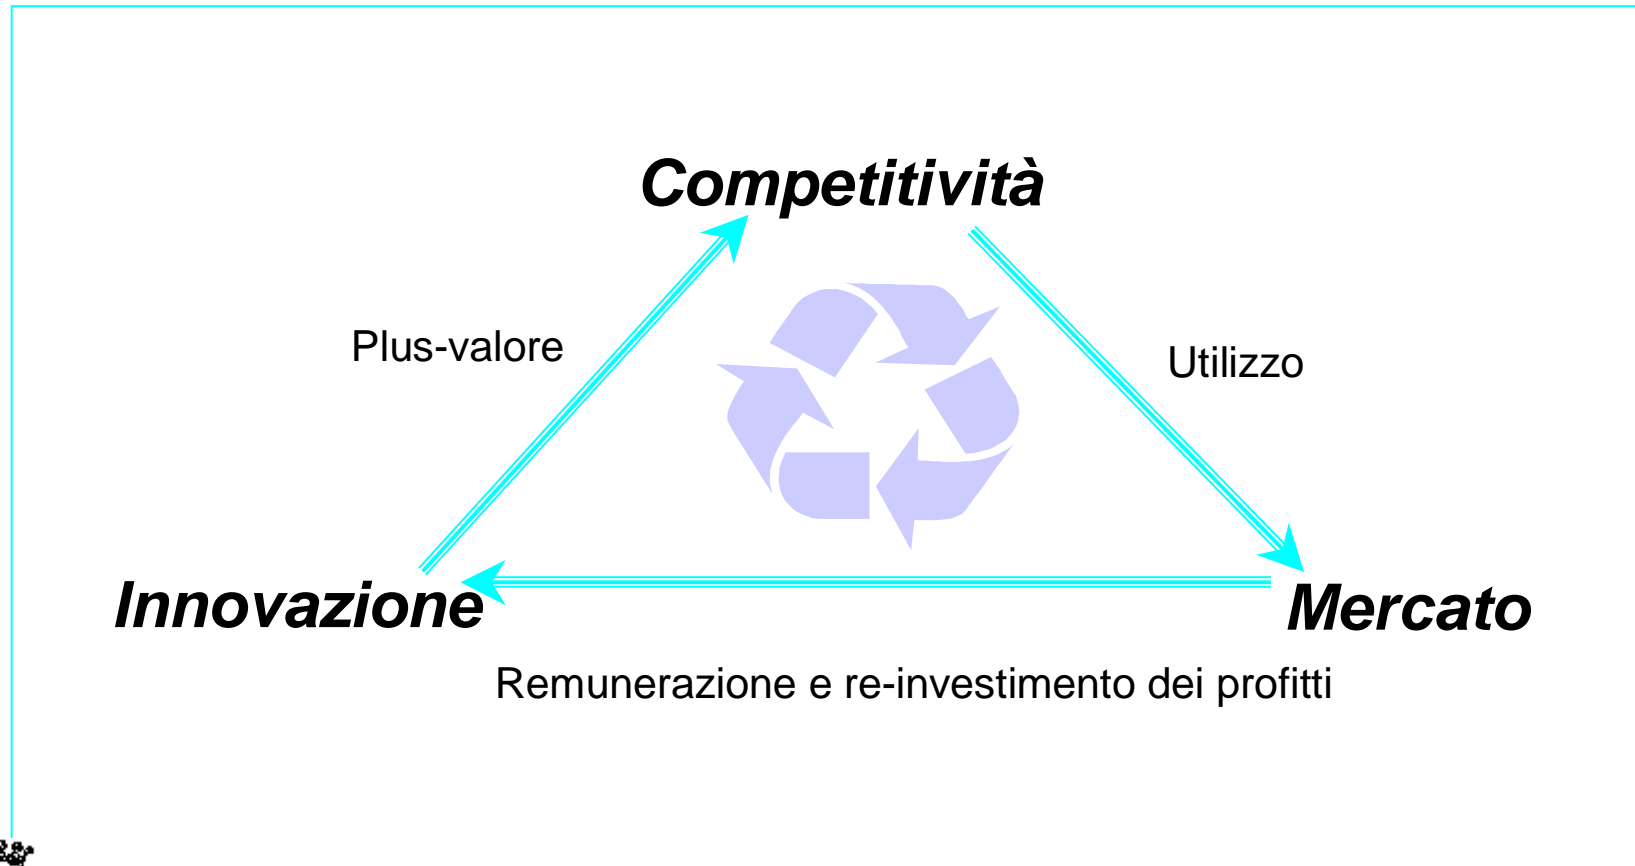 Competitività
Plus-valore
Utilizzo
Innovazione
Mercato
Remunerazione e re-investimento dei profitti